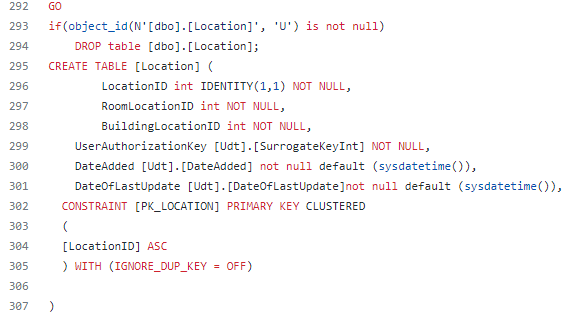 292 GO
293 if(object_id(N'[dbo].[Location]', 'U') is not null)
294 DROP table [dbo].[Location];
295 CREATE TABLE [Location] (
296 LocationID int IDENTITY(1,1) NOT NULL,
297 RoomLocationID int NOT NULL,
298 BuildingLocationID int NOT NULL,
299 UserAuthorizationKey [Udt].[SurrogateKeyInt] NOT NULL,
300 DateAdded [Udt].[DateAdded] not null default (sysdatetime()),
301 DateOfLastUpdate [Udt].[DateOfLastUpdate]not null default (sysdatetime()),
302 CONSTRAINT [PK_LOCATION] PRIMARY KEY CLUSTERED
303 (
304 [LocationID] ASC
305 ) WITH (IGNORE_DUP_KEY = OFF)
306
307 )